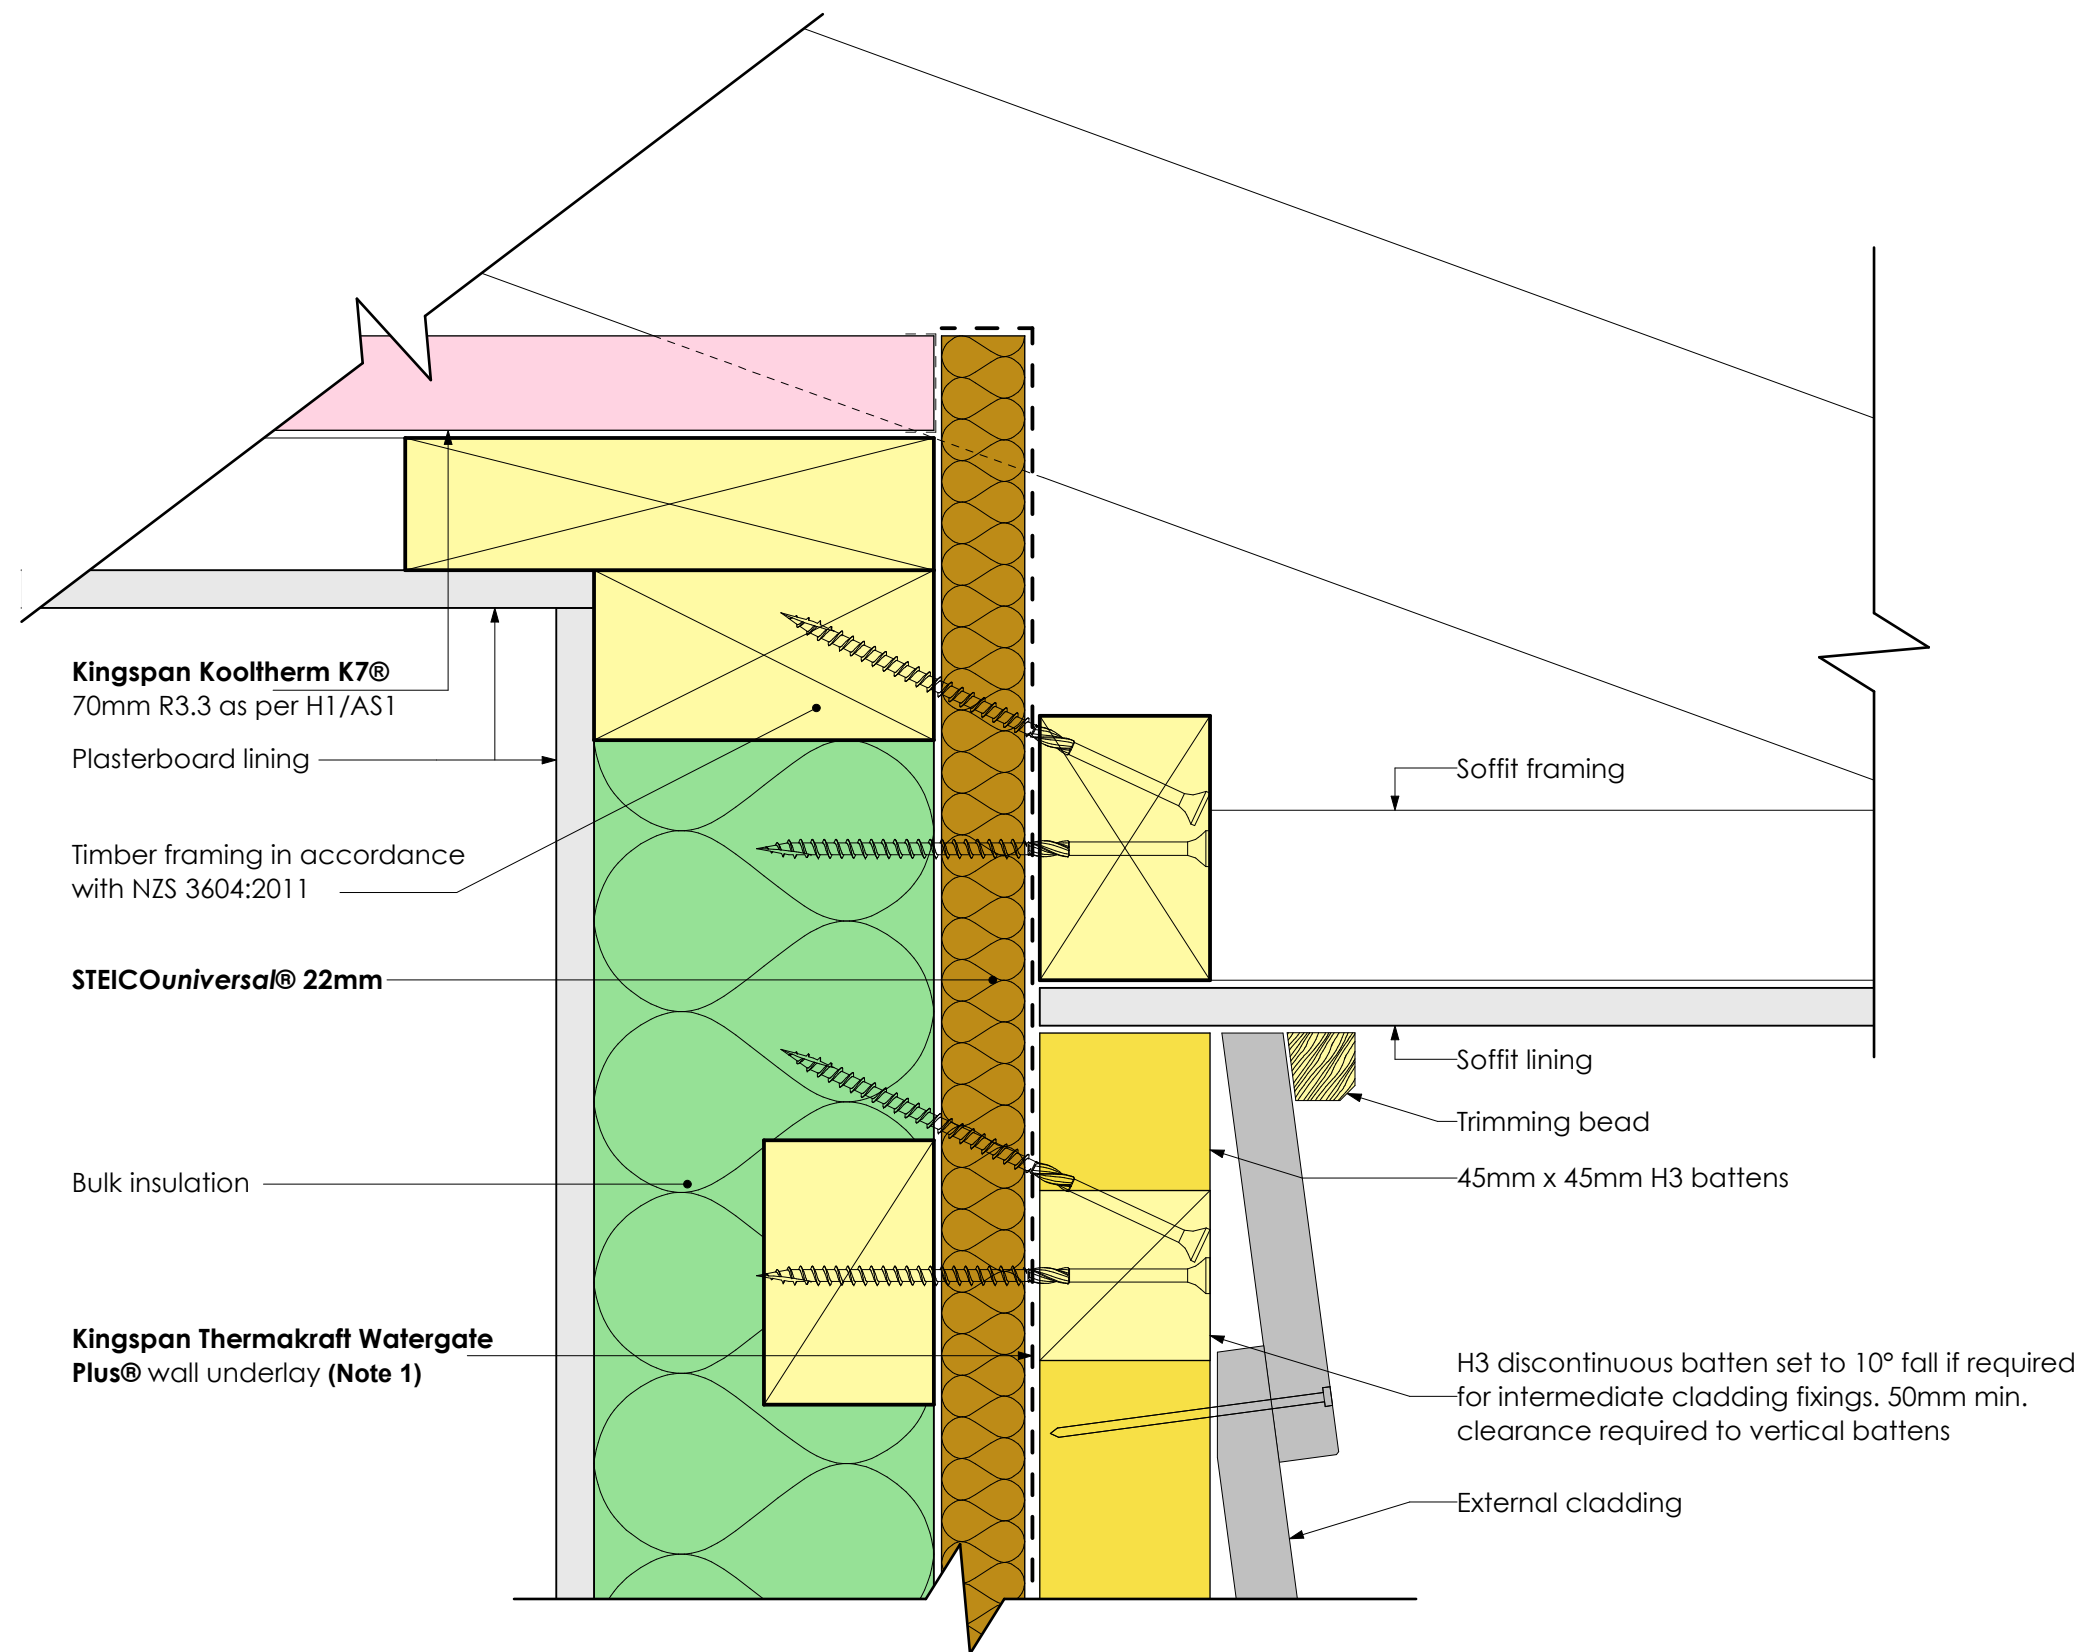 Kingspan Kooltherm K7®
70mm R3.3 as per H1/AS1
Plasterboard lining
Timber framing in accordance
with NZS 3604:2011
STEICOuniversal® 22mm
Bulk insulation
Kingspan Thermakraft Watergate
Plus® wall underlay (Note 1)
Soffit framing
Soffit lining
Trimming bead
45mm x 45mm H3 battens
H3 discontinuous batten set to 10° fall if required
for intermediate cladding fixings. 50mm min.
clearance required to vertical battens
External cladding